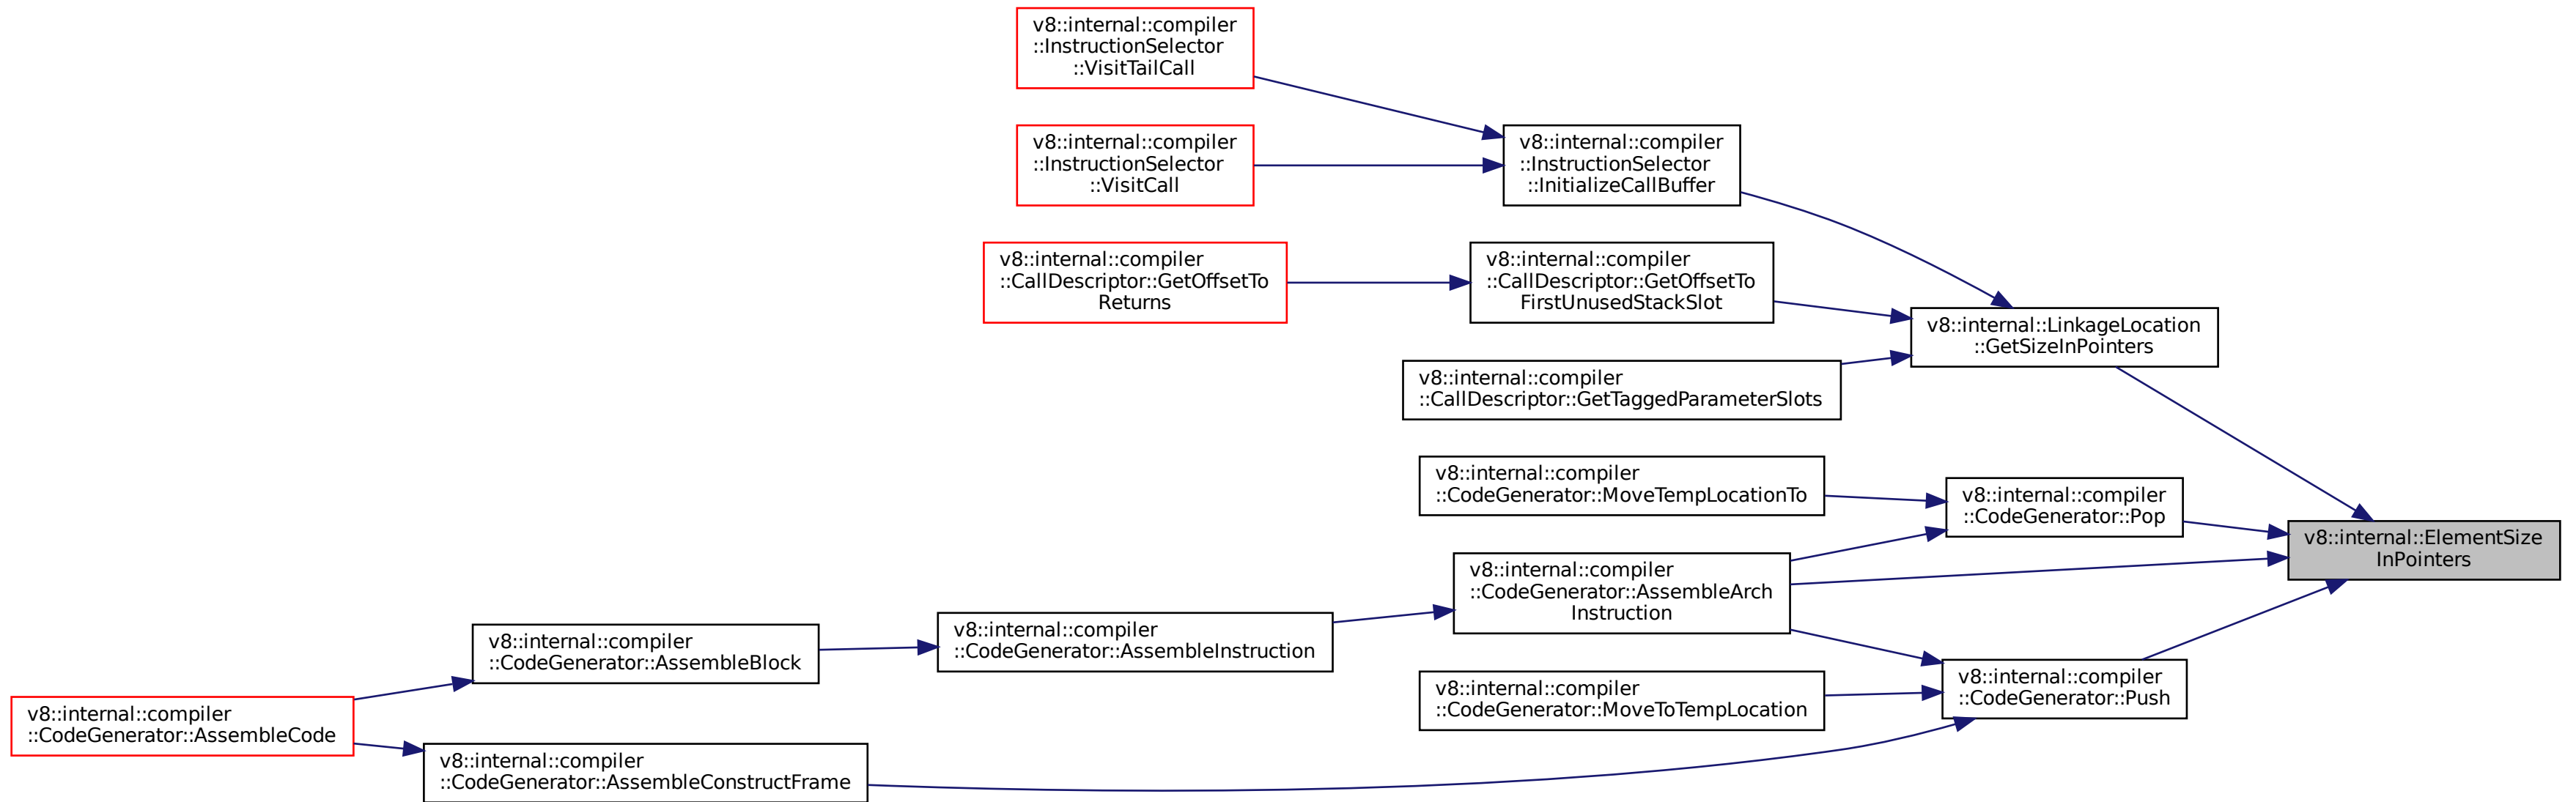 v8::internal::compiler
::InstructionSelector
::VisitTailCall
v8::internal::compiler
::InstructionSelector
::VisitCall
v8::internal::compiler
::InstructionSelector
::InitializeCallBuffer
v8::internal::compiler
::CallDescriptor::GetOffsetTo
Returns
v8::internal::compiler
::CallDescriptor::GetOffsetTo
FirstUnusedStackSlot
v8::internal::LinkageLocation
::GetSizeInPointers
v8::internal::compiler
::CallDescriptor::GetTaggedParameterSlots
v8::internal::compiler
::CodeGenerator::MoveTempLocationTo
v8::internal::compiler
::CodeGenerator::Pop
v8::internal::ElementSize
InPointers
v8::internal::compiler
::CodeGenerator::AssembleArch
Instruction
v8::internal::compiler
::CodeGenerator::AssembleInstruction
v8::internal::compiler
::CodeGenerator::AssembleBlock
v8::internal::compiler
::CodeGenerator::Push
v8::internal::compiler
::CodeGenerator::MoveToTempLocation
v8::internal::compiler
::CodeGenerator::AssembleCode
v8::internal::compiler
::CodeGenerator::AssembleConstructFrame